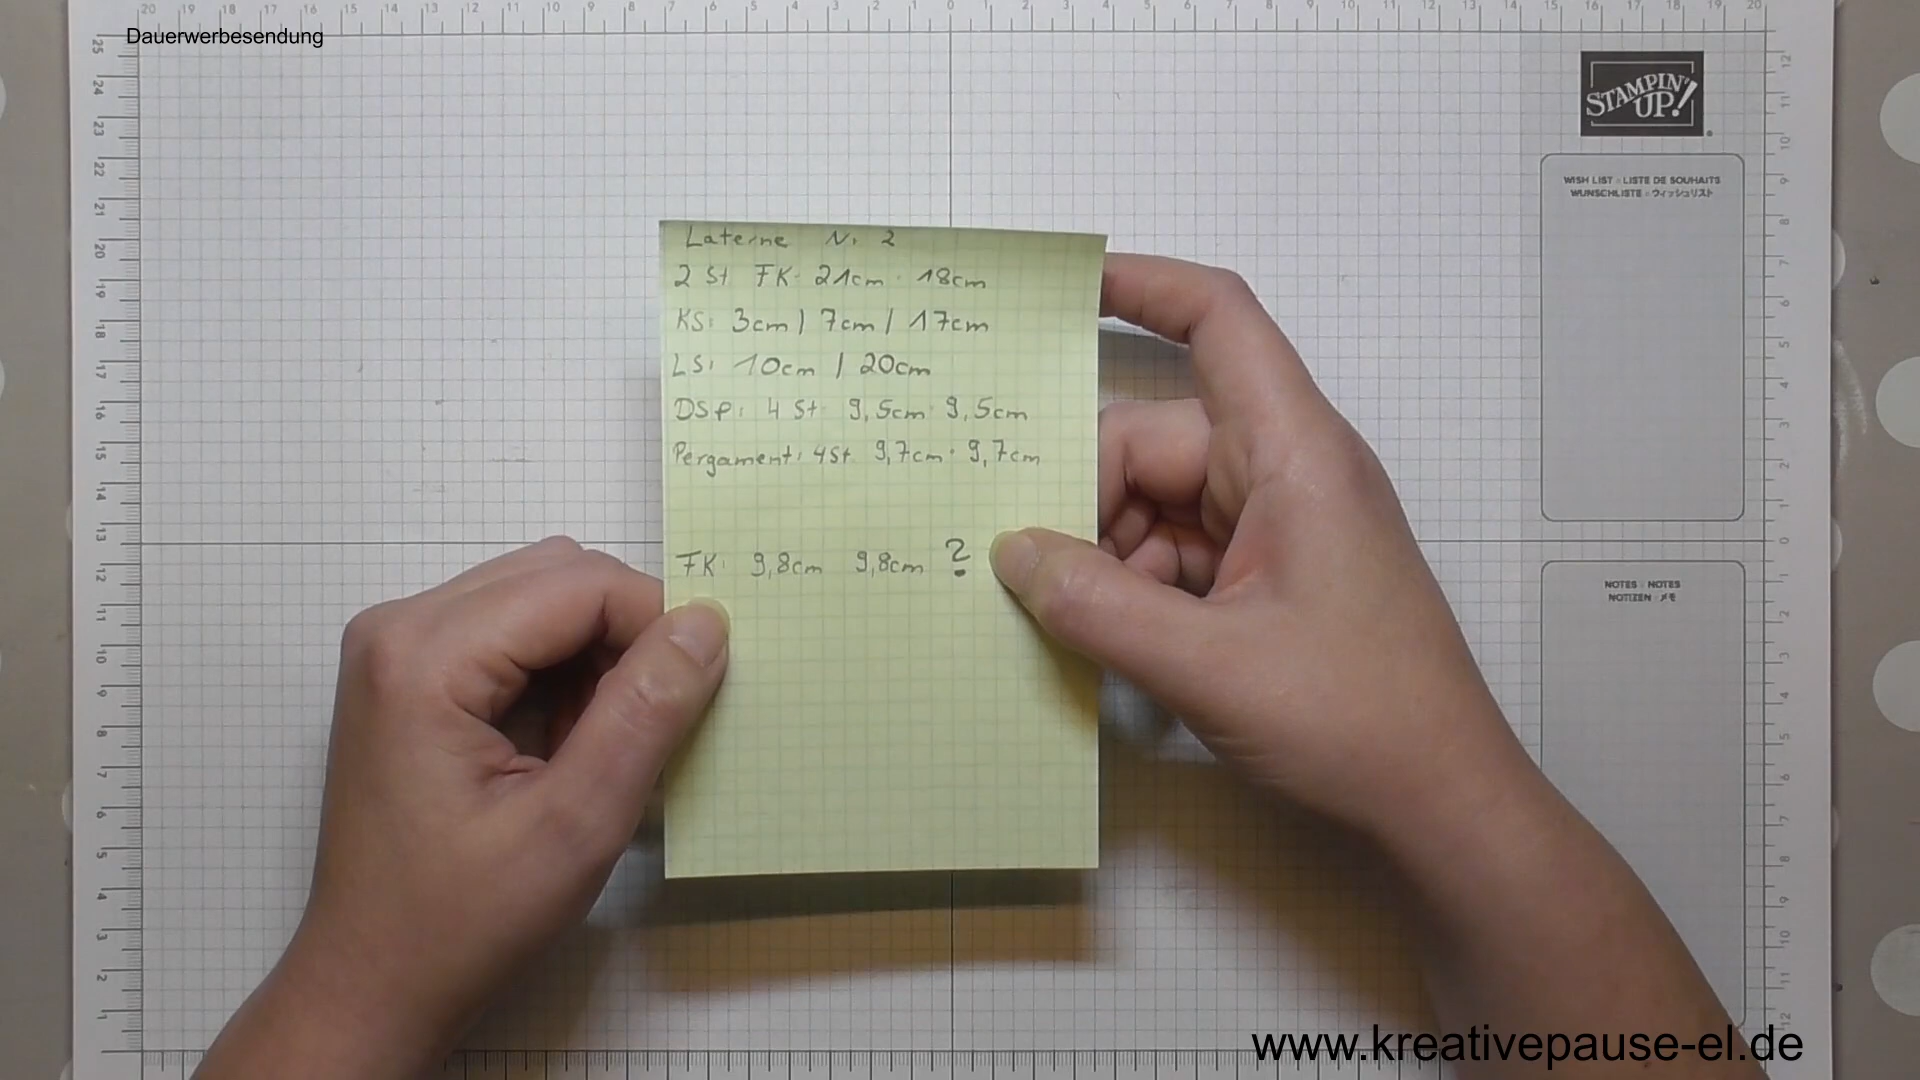 Dauerwerbesendung
STAMPIN' UP!
WISH LIST · LISTE DE SOUHAITS
WUNSCHLISTE · ウィッシュリスト
Laterne Nr. 2
2 St FK· 21cm · 18cm
KS: 3cm | 7cm | 17cm
LS: 10cm | 20cm
DSP: 4 St 9,5cm · 9,5cm
Pergament: 4St. 9,7cm · 9,7cm
FK: 9,8cm 9,8cm ?
NOTES · NOTES
NOTIZEN · メモ
www.kreativepause-el.de